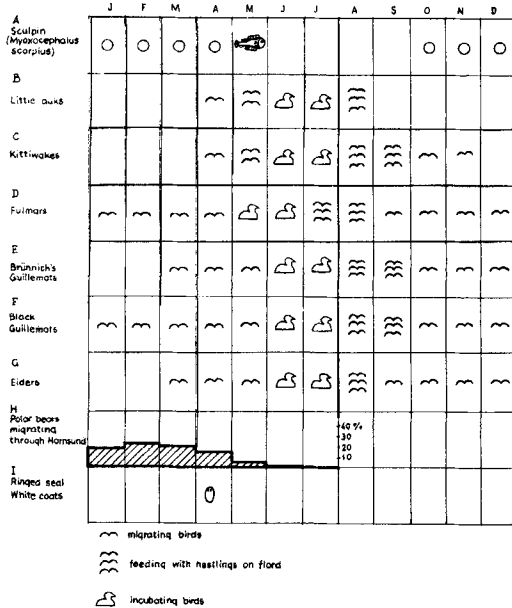 J F M A M J J A S O N D
A
Sculpin
(Myoxocephalus
scorpius)
B
Little auks
C
Kittiwakes
D
Fulmars
E
Brünnich's
Guillemots
F
Black
Guillemots
G
Eiders
H
Polar bears
migrating
through Hornsund
40 %
30
20
10
I
Ringed seal
White coats
migrating birds
feeding with nestlings on fiord
incubating birds